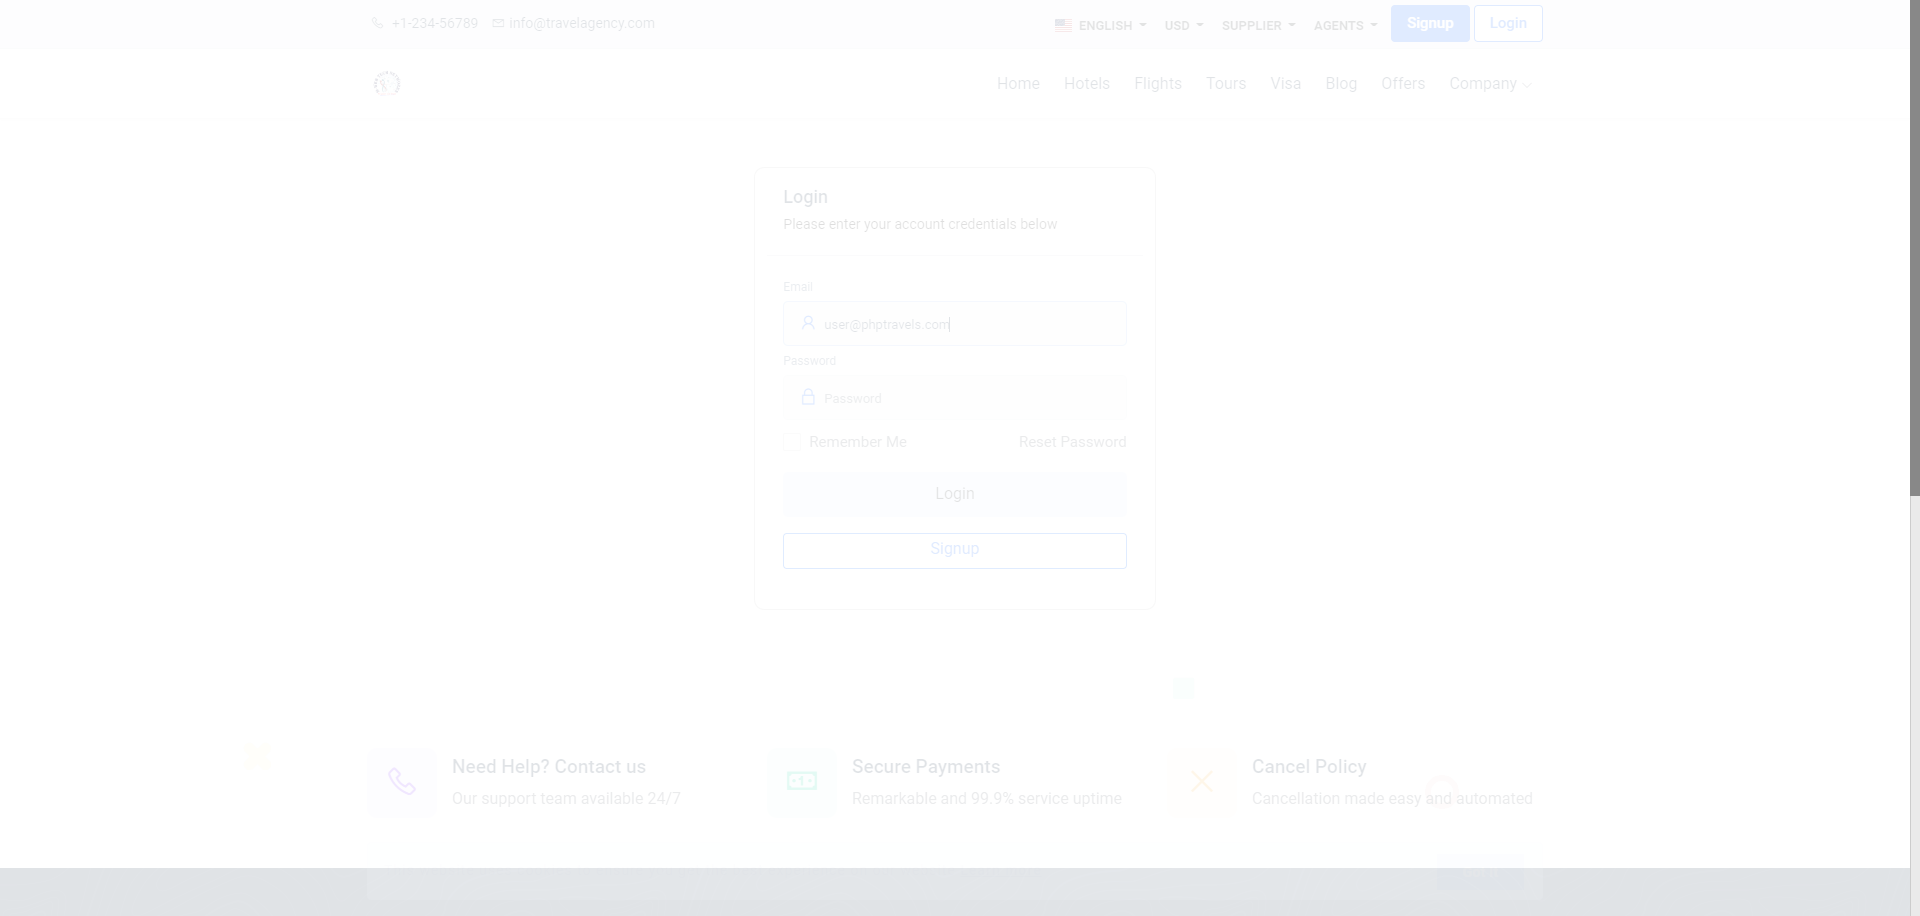 +1-234-56789 info@travelagency.com ENGLISH USD SUPPLIER AGENTS Signup Login
Home Hotels Flights Tours Visa Blog Offers Company
Login
Please enter your account credentials below
Email
user@phptravels.com
Password
Password
Remember Me Reset Password
Login
Signup
Need Help? Contact us Secure Payments Cancel Policy
Our support team available 24/7 Remarkable and 99.9% service uptime Cancellation made easy and automated